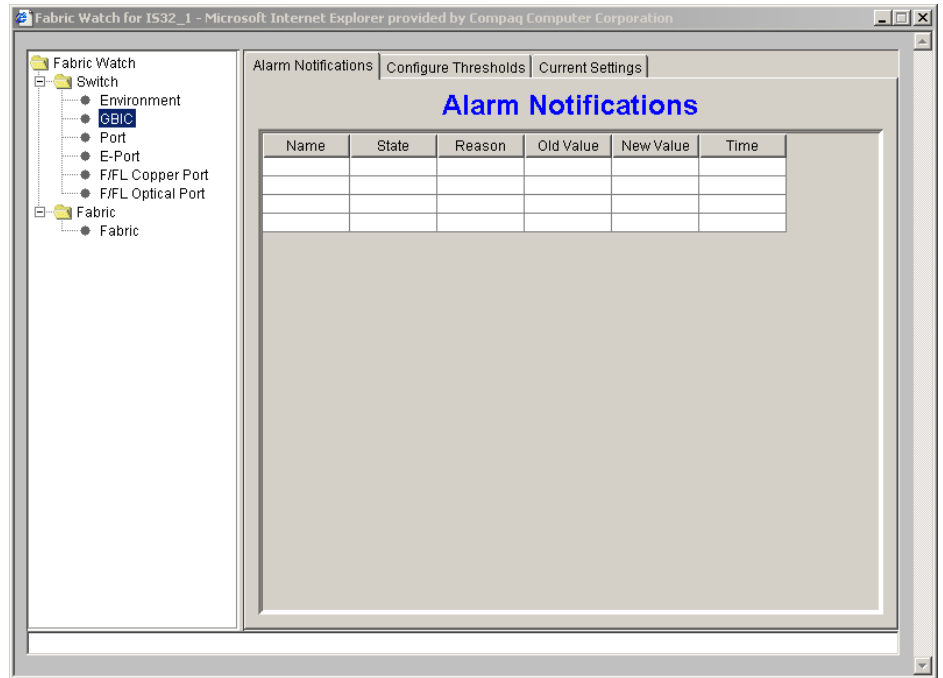 Fabric Watch for IS32_1 - Microsoft Internet Explorer provided by Compaq Computer Corporation
Fabric Watch
Switch
Environment
GBIC
Port
E-Port
F/FL Copper Port
F/FL Optical Port
Fabric
Fabric
Alarm Notifications Configure Thresholds Current Settings
Alarm Notifications
Name State Reason Old Value New Value Time